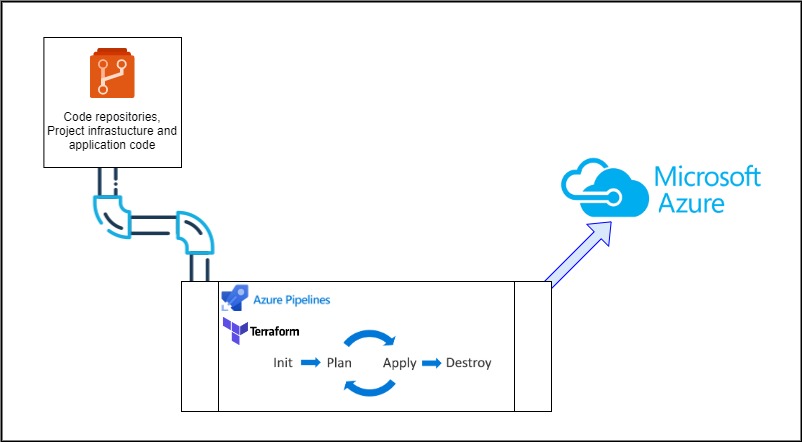 Code repositories,
Project infrastucture and
application code
Microsoft
Azure
Azure Pipelines
Terraform
Init Plan Apply Destroy